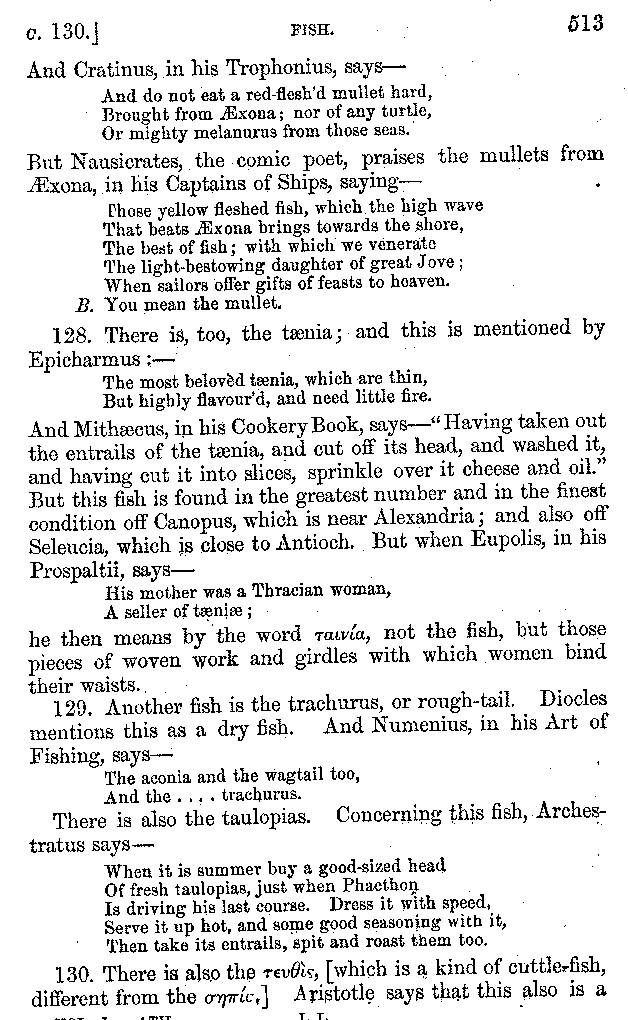 c. 130.] FISH. 513
And Cratinus, in his Trophonius, says—
And do not eat a red-flesh'd mullet hard,
Brought from Æxona; nor of any turtle,
Or mighty melanurus from those seas.
But Nausicrates, the comic poet, praises the mullets from
Æxona, in his Captains of Ships, saying—
Those yellow fleshed fish, which the high wave
That beats Æxona brings towards the shore,
The best of fish; with which we venerate
The light-bestowing daughter of great Jove;
When sailors offer gifts of feasts to heaven.
B. You mean the mullet.
128. There is, too, the tænia; and this is mentioned by
Epicharmus:—
The most belovèd tænia, which are thin,
But highly flavour'd, and need little fire.
And Mithæcus, in his Cookery Book, says—"Having taken out
the entrails of the tænia, and cut off its head, and washed it,
and having cut it into slices, sprinkle over it cheese and oil."
But this fish is found in the greatest number and in the finest
condition off Canopus, which is near Alexandria; and also off
Seleucia, which is close to Antioch. But when Eupolis, in his
Prospaltii, says—
His mother was a Thracian woman,
A seller of tæniæ;
he then means by the word ταινία, not the fish, but those
pieces of woven work and girdles with which women bind
their waists.
129. Another fish is the trachurus, or rough-tail. Diocles
mentions this as a dry fish. And Numenius, in his Art of
Fishing, says—
The aconia and the wagtail too,
And the .... trachurus.
There is also the taulopias. Concerning this fish, Arches-
tratus says—
When it is summer buy a good-sized head
Of fresh taulopias, just when Phaethon
Is driving his last course. Dress it with speed,
Serve it up hot, and some good seasoning with it,
Then take its entrails, spit and roast them too.
130. There is also the τευθὶς, [which is a kind of cuttle-fish,
different from the σηπία.] Aristotle says that this also is a